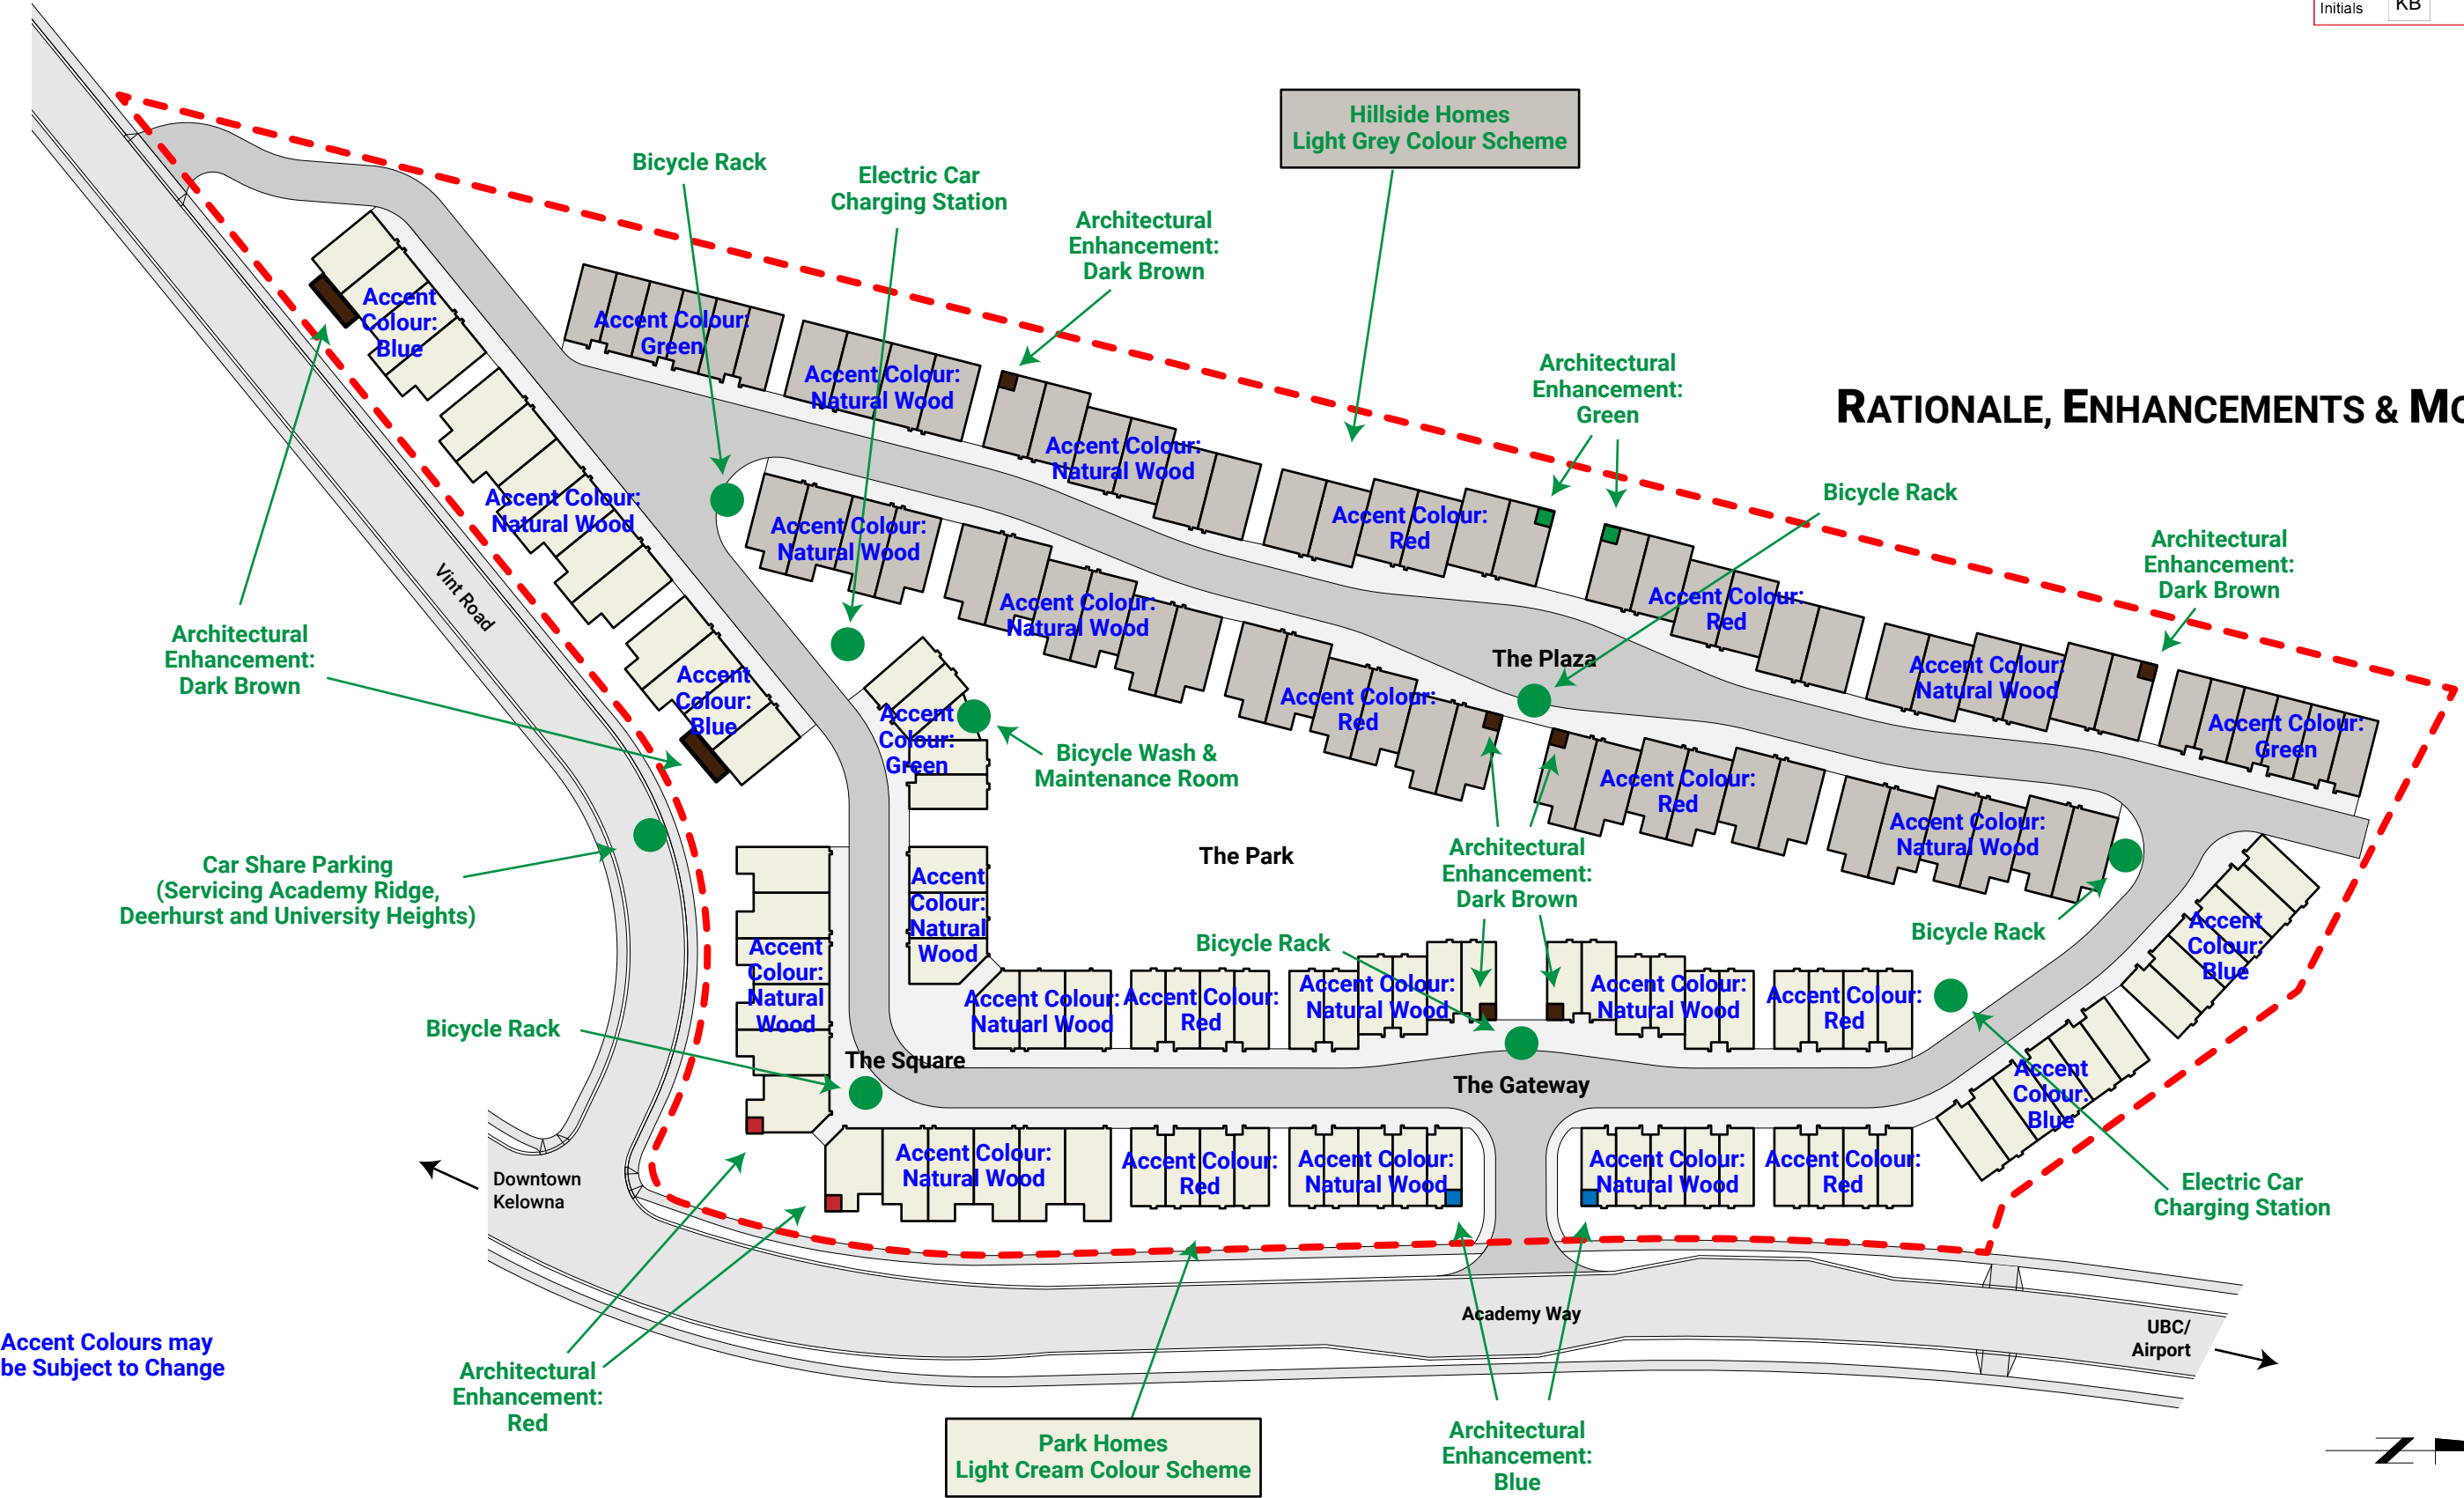 Initials KB
Hillside Homes
Light Grey Colour Scheme
Bicycle Rack
Electric Car
Charging Station
Architectural
Enhancement:
Dark Brown
Accent
Colour:
Blue
Accent Colour:
Green
Accent Colour:
Natural Wood
Accent Colour:
Natural Wood
Architectural
Enhancement:
Green
RATIONALE, ENHANCEMENTS & MO
Accent Colour:
Natural Wood
Accent Colour:
Natural Wood
Accent Colour:
Red
Bicycle Rack
Architectural
Enhancement:
Dark Brown
Vint Road
Accent Colour:
Natural Wood
Accent Colour:
Red
Architectural
Enhancement:
Dark Brown
Accent
Colour:
Blue
The Plaza
Accent Colour:
Red
Accent Colour:
Natural Wood
Accent Colour:
Green
Accent
Colour:
Green
Bicycle Wash &
Maintenance Room
Accent Colour:
Red
Accent Colour:
Natural Wood
Car Share Parking
(Servicing Academy Ridge,
Deerhurst and University Heights)
The Park
Architectural
Enhancement:
Dark Brown
Accent
Colour:
Natural
Wood
Accent
Colour:
Natural
Wood
Bicycle Rack
Bicycle Rack
Accent
Colour:
Blue
Accent Colour:
Natuarl Wood
Accent Colour:
Red
Accent Colour:
Natural Wood
Accent Colour:
Natural Wood
Accent Colour:
Red
Bicycle Rack
The Square
The Gateway
Accent
Colour:
Blue
Accent Colour:
Natural Wood
Accent Colour:
Red
Accent Colour:
Natural Wood
Accent Colour:
Natural Wood
Accent Colour:
Red
Downtown
Kelowna
Electric Car
Charging Station
Academy Way
UBC/
Airport
Accent Colours may
be Subject to Change
Architectural
Enhancement:
Red
Park Homes
Light Cream Colour Scheme
Architectural
Enhancement:
Blue